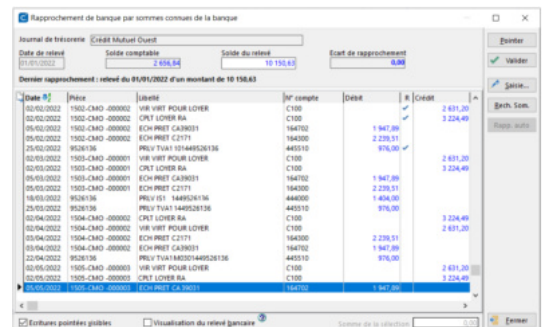 Rapprochement de banque par sommes connues de la banque
Journal de trésorerie Crédit Mutuel Ouest
Date de relevé Solde comptable Solde du relevé Ecart de rapprochement
01/01/2022 2 656,84 10 150,63 0,00
Dernier rapprochement : relevé du 01/01/2022 d'un montant de 10 150,63
Pointer
Valider
Saisie...
Rech. Som.
Rapp. auto
Date Pièce Libellé N° compte Débit R Crédit
02/02/2022 1502-CMO -000002 VIR VIRT POUR LOYER C100 2 631,20
02/02/2022 1502-CMO -000002 CPLT LOYER RA C100 3 224,49
05/02/2022 1502-CMO -000002 ECH PRET CA39031 164702 1 947,89
05/02/2022 1502-CMO -000002 ECH PRET C2171 164300 2 239,51
25/02/2022 9526136 PRLV TVA1 101449526136 445510 976,00
02/03/2022 1503-CMO -000001 VIR VIRT POUR LOYER C100 2 631,20
02/03/2022 1503-CMO -000001 CPLT LOYER RA C100 3 224,49
05/03/2022 1503-CMO -000001 ECH PRET CA39031 164702 1 947,89
05/03/2022 1503-CMO -000001 ECH PRET C2171 164300 2 239,51
18/03/2022 9526136 PRLV IS1 1449526136 444000 1 404,00
25/03/2022 9526136 PRLV TVA1 1449526136 445510 976,00
02/04/2022 1504-CMO -000002 CPLT LOYER RA C100 3 224,49
02/04/2022 1504-CMO -000002 VIR VIRT POUR LOYER C100 2 631,20
02/04/2022 1504-CMO -000002 ECH PRET C2171 164300 2 239,51
03/04/2022 1504-CMO -000002 ECH PRET CA39031 164702 1 947,89
22/04/2022 9526136 PRLV TVA1M0301449526136 445510 976,00
02/05/2022 1505-CMO -000003 VIR VIRT POUR LOYER C100 2 631,20
02/05/2022 1505-CMO -000003 CPLT LOYER RA C100 3 224,49
05/05/2022 1505-CMO -000003 ECH PRET CA 39031 164702 1 947,89
Ecritures pointées visibles Visualisation du relevé bancaire Somme de la sélection 0,00
Fermer